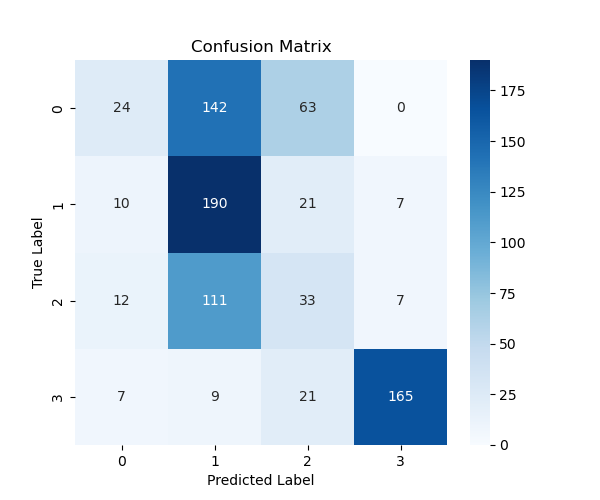 Confusion Matrix
True Label
0 24 142 63 0
1 10 190 21 7
2 12 111 33 7
3 7 9 21 165
0 1 2 3
Predicted Label
175
150
125
100
75
50
25
0